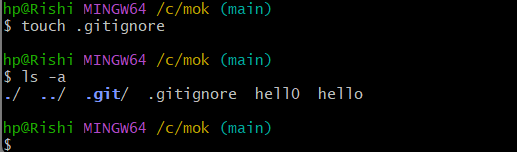 hp@Rishi MINGW64 /c/mok (main)
$ touch .gitignore
hp@Rishi MINGW64 /c/mok (main)
$ ls -a
./  ../  .git/  .gitignore  hell0  hello
hp@Rishi MINGW64 /c/mok (main)
$